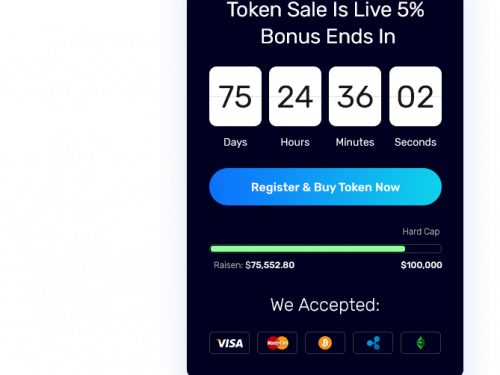 Token Sale Is Live 5%
Bonus Ends In
75 24 36 02
Days Hours Minutes Seconds
Register & Buy Token Now
Hard Cap
Raisen: $75,552.80 $100,000
We Accepted:
VISA MasterCard